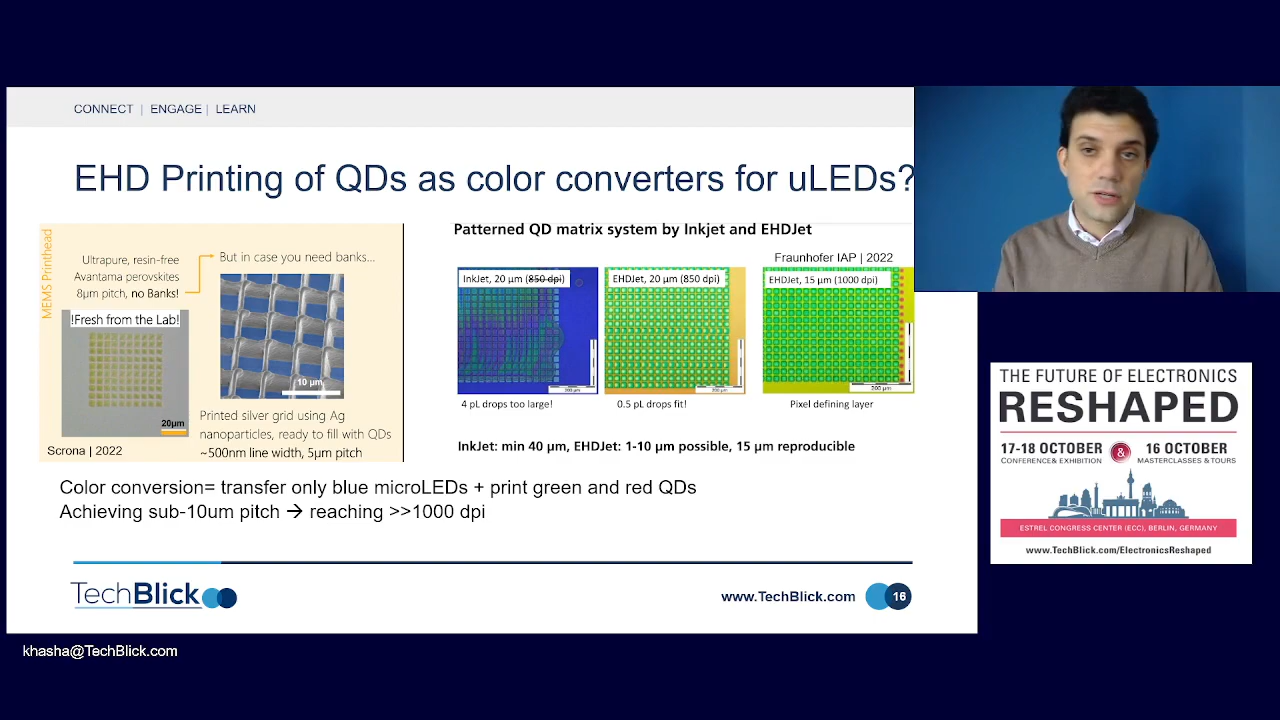 CONNECT | ENGAGE | LEARN
EHD Printing of QDs as color converters for uLEDs?
MEMS Printhead
Ultrapure, resin-free
Avantama perovskites
8μm pitch, no Banks!
But in case you need banks...
!Fresh from the Lab!
20μm
10 μm
Printed silver grid using Ag
nanoparticles, ready to fill with QDs
~500nm line width, 5μm pitch
Scrona | 2022
Patterned QD matrix system by Inkjet and EHDJet
Fraunhofer IAP | 2022
InkJet, 20 μm (850 dpi)
EHDJet, 20 μm (850 dpi)
EHDJet, 15 μm (1000 dpi)
200 μm
200 μm
200 μm
4 pL drops too large!
0.5 pL drops fit!
Pixel defining layer
InkJet: min 40 μm, EHDJet: 1-10 μm possible, 15 μm reproducible
Color conversion= transfer only blue microLEDs + print green and red QDs
Achieving sub-10um pitch → reaching >>1000 dpi
TechBlick
www.TechBlick.com
16
khasha@TechBlick.com
THE FUTURE OF ELECTRONICS
RESHAPED
17-18 OCTOBER
CONFERENCE& EXHIBITION
&
16 OCTOBER
MASTERCLASSES & TOURS
ESTREL CONGRESS CENTER (ECC), BERLIN, GERMANY
www.TechBlick.com/ElectronicsReshaped